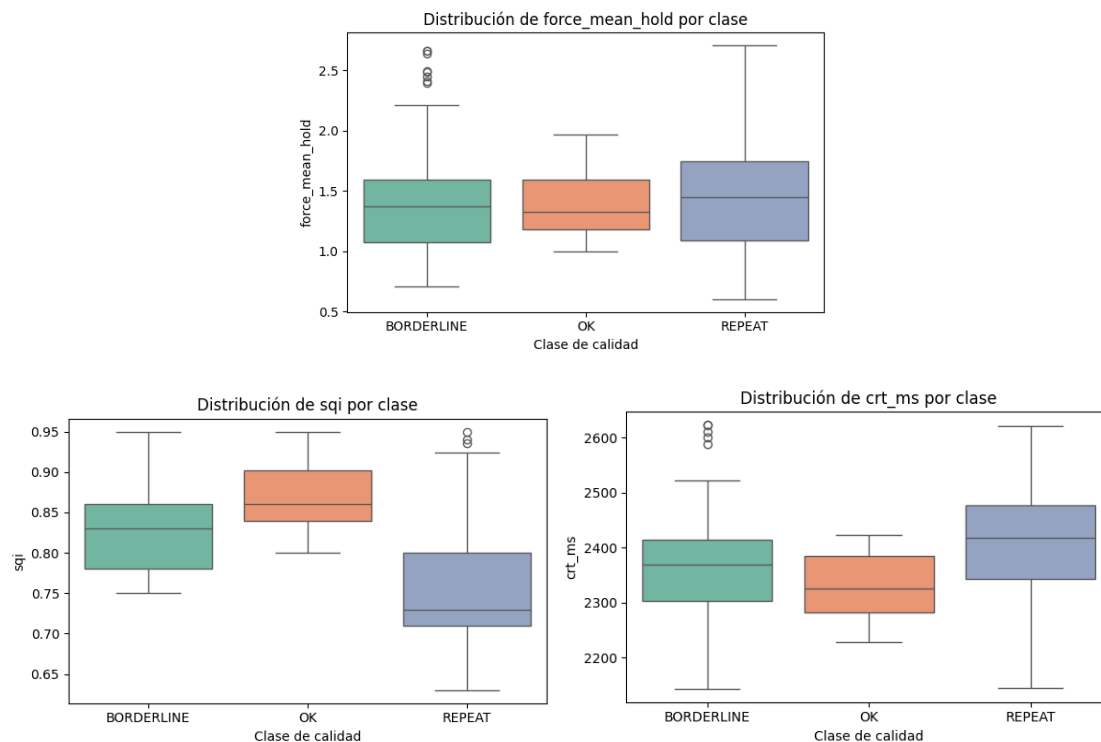 Distribución de force_mean_hold por clase
force_mean_hold
2.5
2.0
1.5
1.0
0.5
BORDERLINE OK REPEAT
Clase de calidad
Distribución de sqi por clase
sqi
0.95
0.90
0.85
0.80
0.75
0.70
0.65
BORDERLINE OK REPEAT
Clase de calidad
Distribución de crt_ms por clase
crt_ms
2600
2500
2400
2300
2200
BORDERLINE OK REPEAT
Clase de calidad